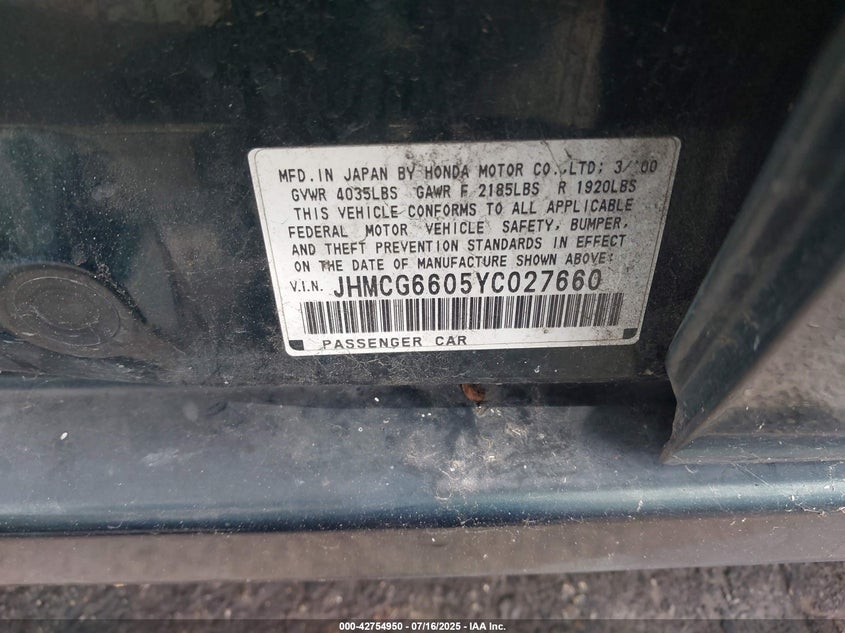 MFD. IN JAPAN BY HONDA MOTOR CO.,LTD; 3/'00
GVWR 4035LBS GAWR F 2185LBS R 1920LBS
THIS VEHICLE CONFORMS TO ALL APPLICABLE
FEDERAL MOTOR VEHICLE SAFETY, BUMPER,
AND THEFT PREVENTION STANDARDS IN EFFECT
ON THE DATE OF MANUFACTURE SHOWN ABOVE:
V.I.N. JHMCG6605YC027660
PASSENGER CAR
000-42754950 - 07/16/2025 - IAA Inc.